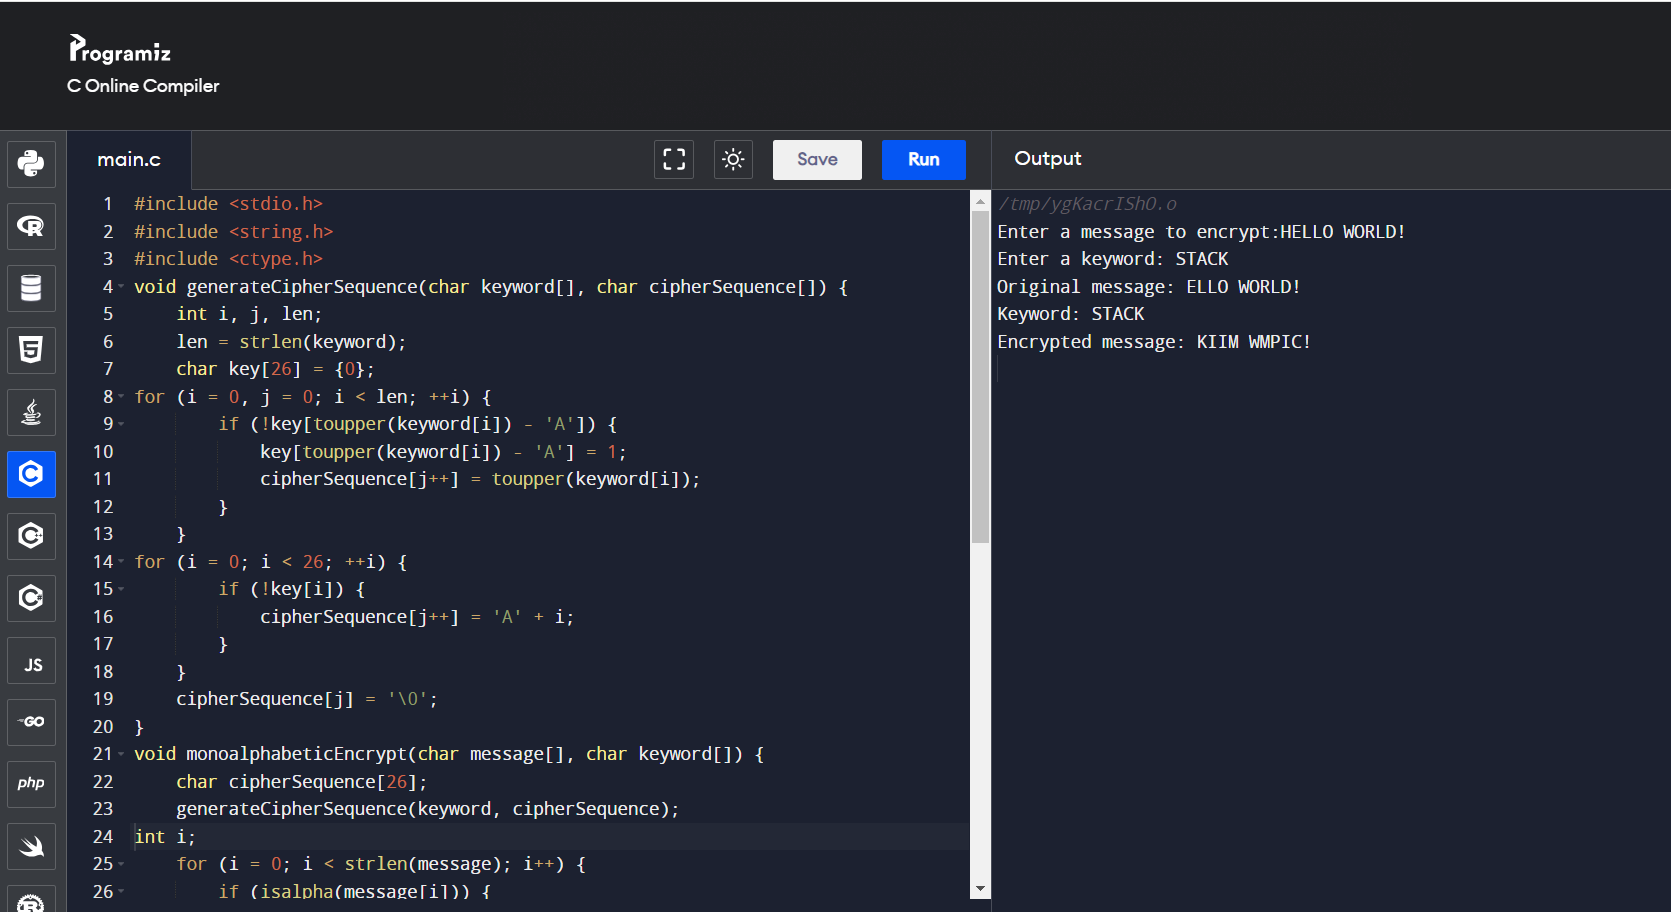 Programiz
C Online Compiler
main.c
Save
Run
Output
1 #include <stdio.h>
2 #include <string.h>
3 #include <ctype.h>
4 void generateCipherSequence(char keyword[], char cipherSequence[]) {
5     int i, j, len;
6     len = strlen(keyword);
7     char key[26] = {0};
8 for (i = 0, j = 0; i < len; ++i) {
9         if (!key[toupper(keyword[i]) - 'A']) {
10             key[toupper(keyword[i]) - 'A'] = 1;
11             cipherSequence[j++] = toupper(keyword[i]);
12         }
13     }
14 for (i = 0; i < 26; ++i) {
15         if (!key[i]) {
16             cipherSequence[j++] = 'A' + i;
17         }
18     }
19     cipherSequence[j] = '\0';
20 }
21 void monoalphabeticEncrypt(char message[], char keyword[]) {
22     char cipherSequence[26];
23     generateCipherSequence(keyword, cipherSequence);
24 int i;
25     for (i = 0; i < strlen(message); i++) {
26         if (isalpha(message[i])) {
/tmp/ygKacrIShO.o
Enter a message to encrypt:HELLO WORLD!
Enter a keyword: STACK
Original message: ELLO WORLD!
Keyword: STACK
Encrypted message: KIIM WMPIC!
R
5
C
C++
C#
JS
GO
php
R